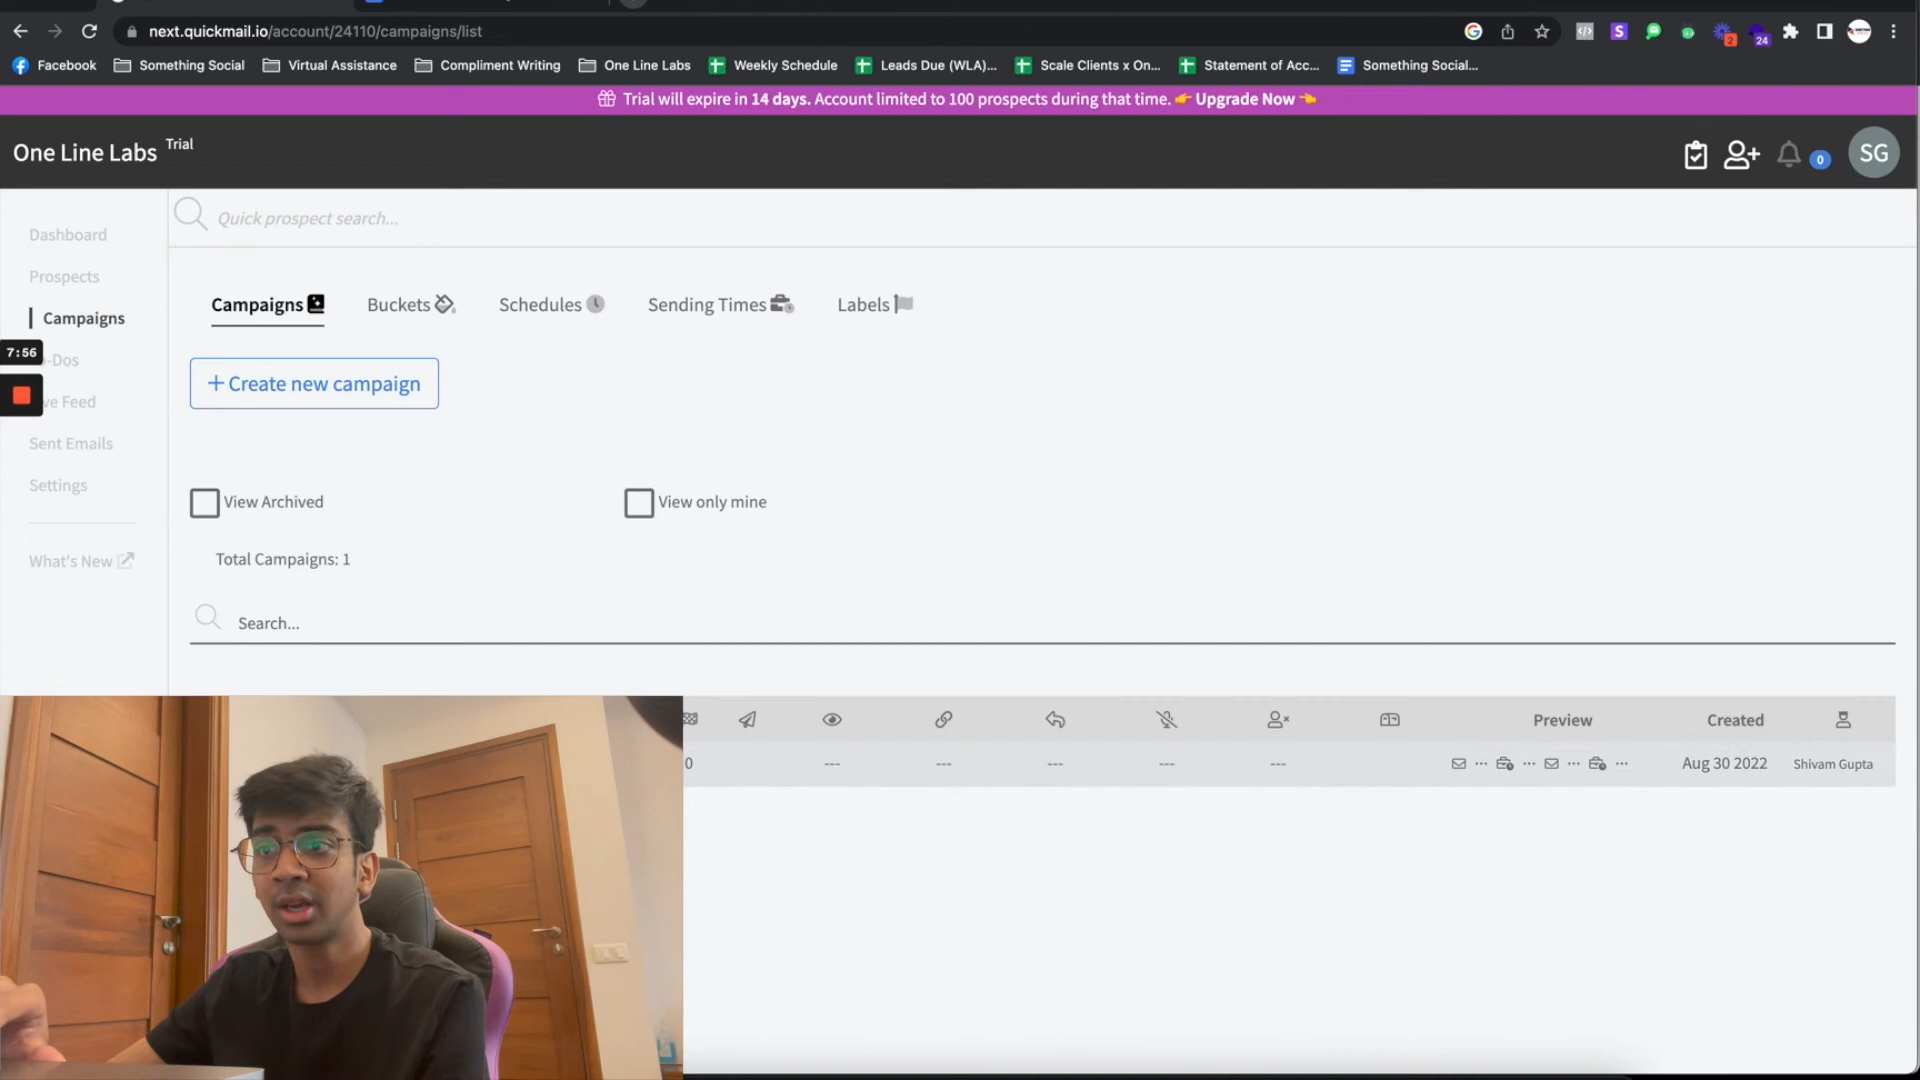 next.quickmail.io/account/24110/campaigns/list
2
24
Facebook
Something Social
Virtual Assistance
Compliment Writing
One Line Labs
Weekly Schedule
Leads Due (WLA)...
Scale Clients x On...
Statement of Acc...
Something Social...
Trial will expire in 14 days. Account limited to 100 prospects during that time. 👉 Upgrade Now 👈
One Line Labs Trial
0
SG
Quick prospect search...
Dashboard
Prospects
Campaigns
7:56
-Dos
ve Feed
Sent Emails
Settings
What's New
Campaigns
Buckets
Schedules
Sending Times
Labels
+ Create new campaign
View Archived
View only mine
Total Campaigns: 1
Search...
Preview
Created
0
---
---
---
---
---
Aug 30 2022
Shivam Gupta